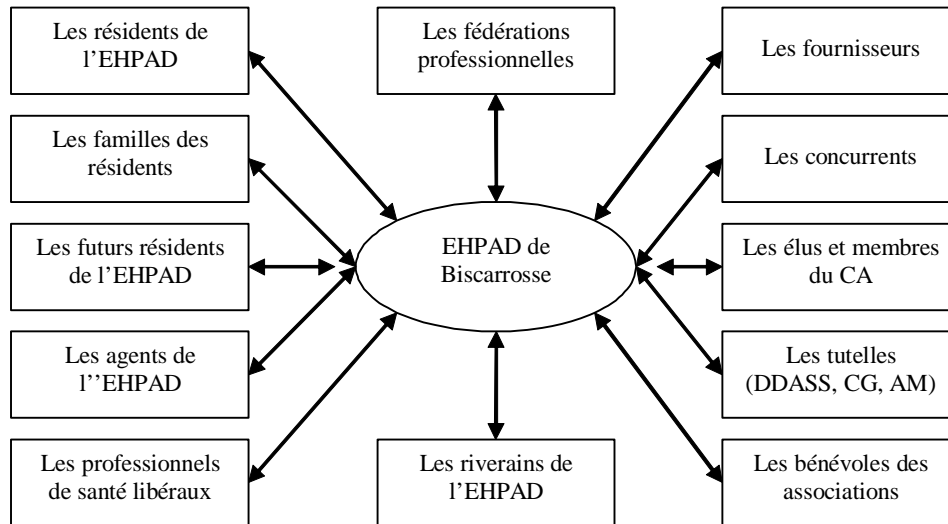 Les résidents de
l'EHPAD
Les fédérations
professionnelles
Les fournisseurs
Les familles des
résidents
Les concurrents
Les futurs résidents
de l'EHPAD
EHPAD de
Biscarrosse
Les élus et membres
du CA
Les agents de
l''EHPAD
Les tutelles
(DDASS, CG, AM)
Les professionnels
de santé libéraux
Les riverains de
l'EHPAD
Les bénévoles des
associations